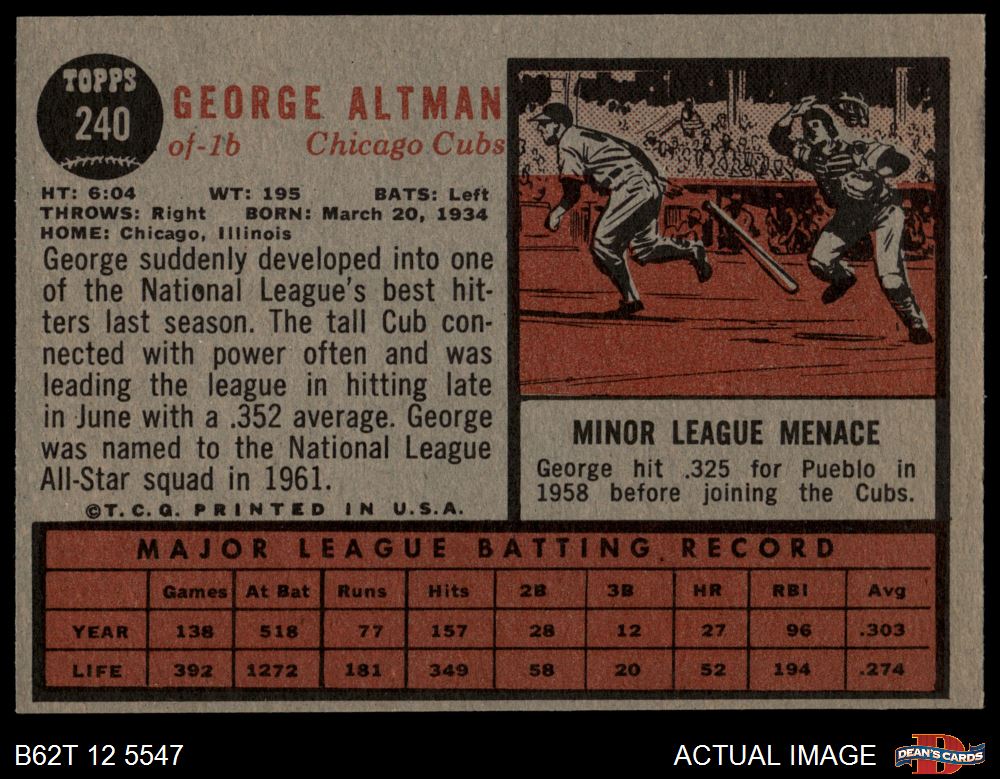 TOPPS
240
GEORGE ALTMAN
of-1b Chicago Cubs
HT: 6:04 WT: 195 BATS: Left
THROWS: Right BORN: March 20, 1934
HOME: Chicago, Illinois
George suddenly developed into one
of the National League's best hit-
ters last season. The tall Cub con-
nected with power often and was
leading the league in hitting late
in June with a .352 average. George
was named to the National League
All-Star squad in 1961.
©T.C.G. PRINTED IN U.S.A.
MINOR LEAGUE MENACE
George hit .325 for Pueblo in
1958 before joining the Cubs.
MAJOR LEAGUE BATTING RECORD
Games At Bat Runs Hits 2B 3B HR RBI Avg
YEAR 138 518 77 157 28 12 27 96 .303
LIFE 392 1272 181 349 58 20 52 194 .274
B62T 12 5547
ACTUAL IMAGE
DEAN'S CARDS